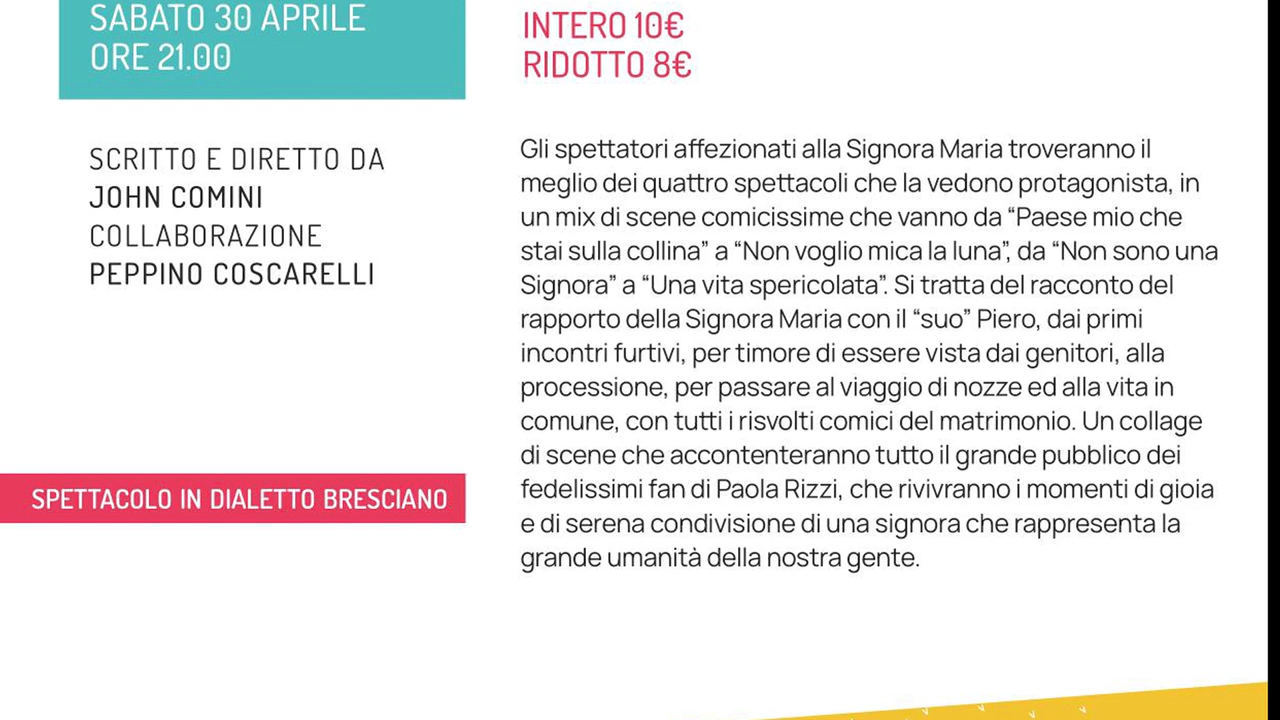 SABATO 30 APRILE
ORE 21.00
INTERO 10€
RIDOTTO 8€
SCRITTO E DIRETTO DA
JOHN COMINI
COLLABORAZIONE
PEPPINO COSCARELLI
SPETTACOLO IN DIALETTO BRESCIANO
Gli spettatori affezionati alla Signora Maria troveranno il
meglio dei quattro spettacoli che la vedono protagonista, in
un mix di scene comicissime che vanno da “Paese mio che
stai sulla collina” a “Non voglio mica la luna”, da “Non sono una
Signora” a “Una vita spericolata”. Si tratta del racconto del
rapporto della Signora Maria con il “suo” Piero, dai primi
incontri furtivi, per timore di essere vista dai genitori, alla
processione, per passare al viaggio di nozze ed alla vita in
comune, con tutti i risvolti comici del matrimonio. Un collage
di scene che accontenteranno tutto il grande pubblico dei
fedelissimi fan di Paola Rizzi, che rivivranno i momenti di gioia
e di serena condivisione di una signora che rappresenta la
grande umanità della nostra gente.